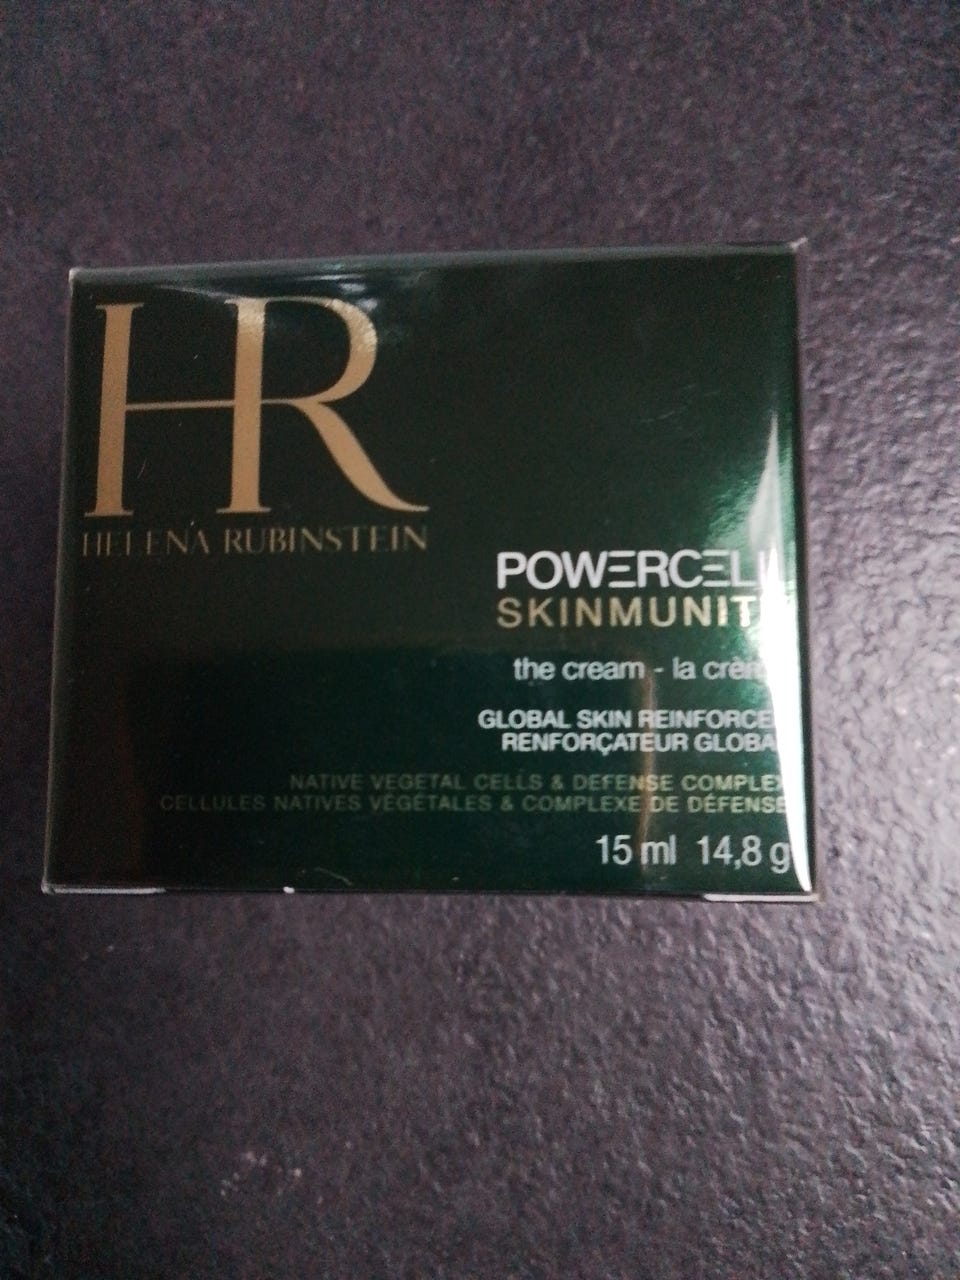 HR
HELENA RUBINSTEIN
POWERCELL
SKINMUNITY
the cream - la crème
GLOBAL SKIN REINFORCER
RENFORÇATEUR GLOBAL
NATIVE VEGETAL CELLS & DEFENSE COMPLEX
CELLULES NATIVES VÉGÉTALES & COMPLEXE DE DÉFENSE
15 ml 14,8 g